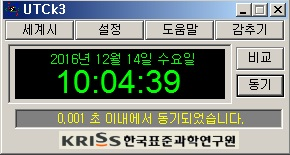 UTCk3
세계시 설정 도움말 감추기
2016년 12월 14일 수요일
비교
10:04:39
동기
0,001 초 이내에서 동기되었습니다.
KRISS 한국표준과학연구원